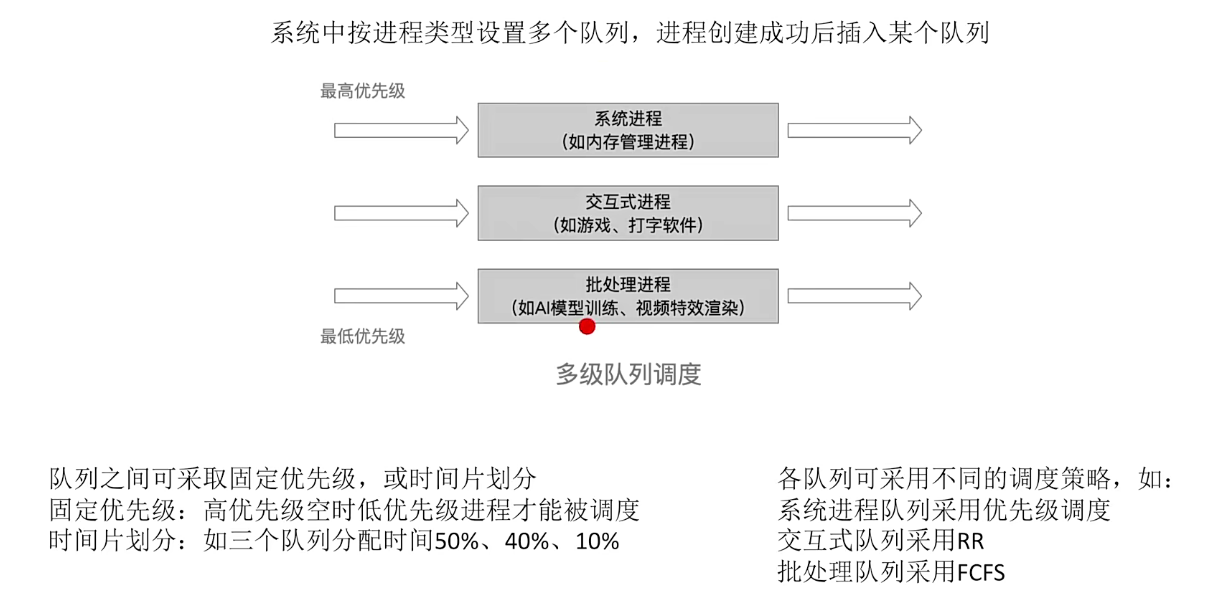 系统中按进程类型设置多个队列，进程创建成功后插入某个队列
最高优先级
系统进程
（如内存管理进程）
交互式进程
（如游戏、打字软件）
批处理进程
（如AI模型训练、视频特效渲染）
最低优先级
多级队列调度
队列之间可采取固定优先级，或时间片划分
固定优先级：高优先级空时低优先级进程才能被调度
时间片划分：如三个队列分配时间50%、40%、10%
各队列可采用不同的调度策略，如：
系统进程队列采用优先级调度
交互式队列采用RR
批处理队列采用FCFS